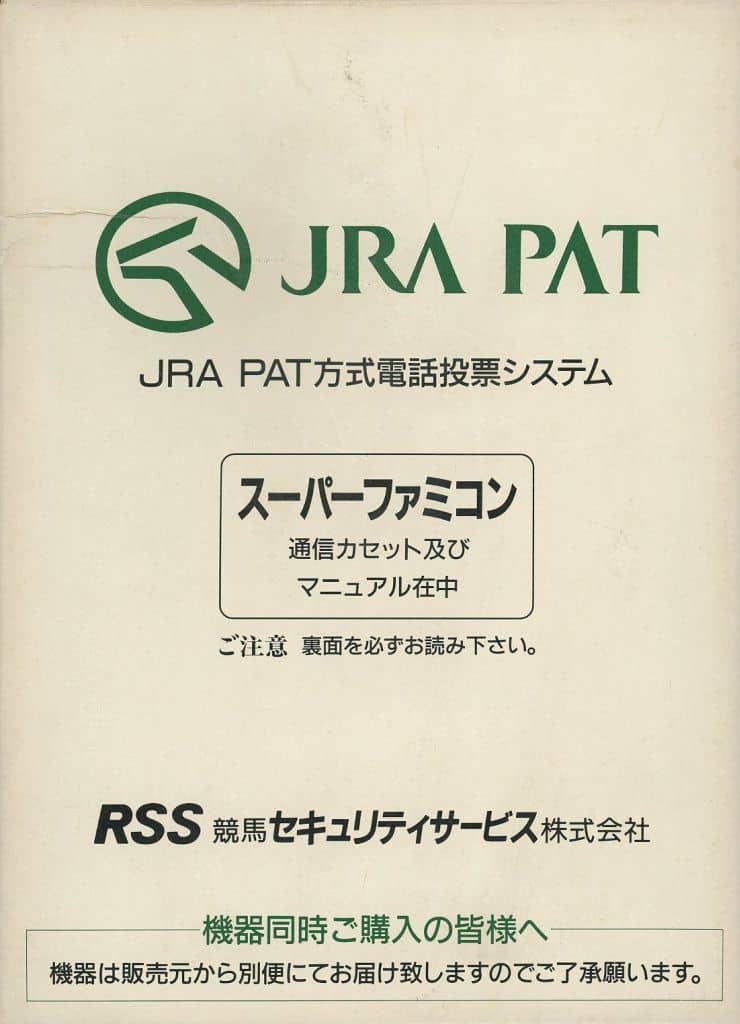 JRA PAT
JRA PAT方式電話投票システム
スーパーファミコン
通信カセット及び
マニュアル在中
ご注意 裏面を必ずお読み下さい。
RSS 競馬セキュリティサービス株式会社
機器同時ご購入の皆様へ
機器は販売元から別便にてお届け致しますのでご了承願います。